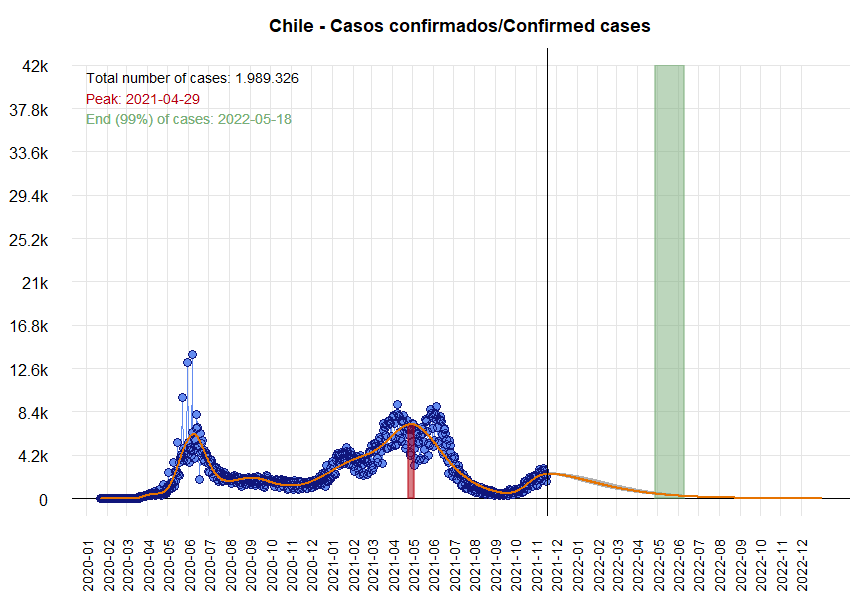 Chile - Casos confirmados/Confirmed cases
42k
37.8k
33.6k
29.4k
25.2k
21k
16.8k
12.6k
8.4k
4.2k
0
Total number of cases: 1.989.326
Peak: 2021-04-29
End (99%) of cases: 2022-05-18
2020-01
2020-02
2020-03
2020-04
2020-05
2020-06
2020-07
2020-08
2020-09
2020-10
2020-11
2020-12
2021-01
2021-02
2021-03
2021-04
2021-05
2021-06
2021-07
2021-08
2021-09
2021-10
2021-11
2021-12
2022-01
2022-02
2022-03
2022-04
2022-05
2022-06
2022-07
2022-08
2022-09
2022-10
2022-11
2022-12